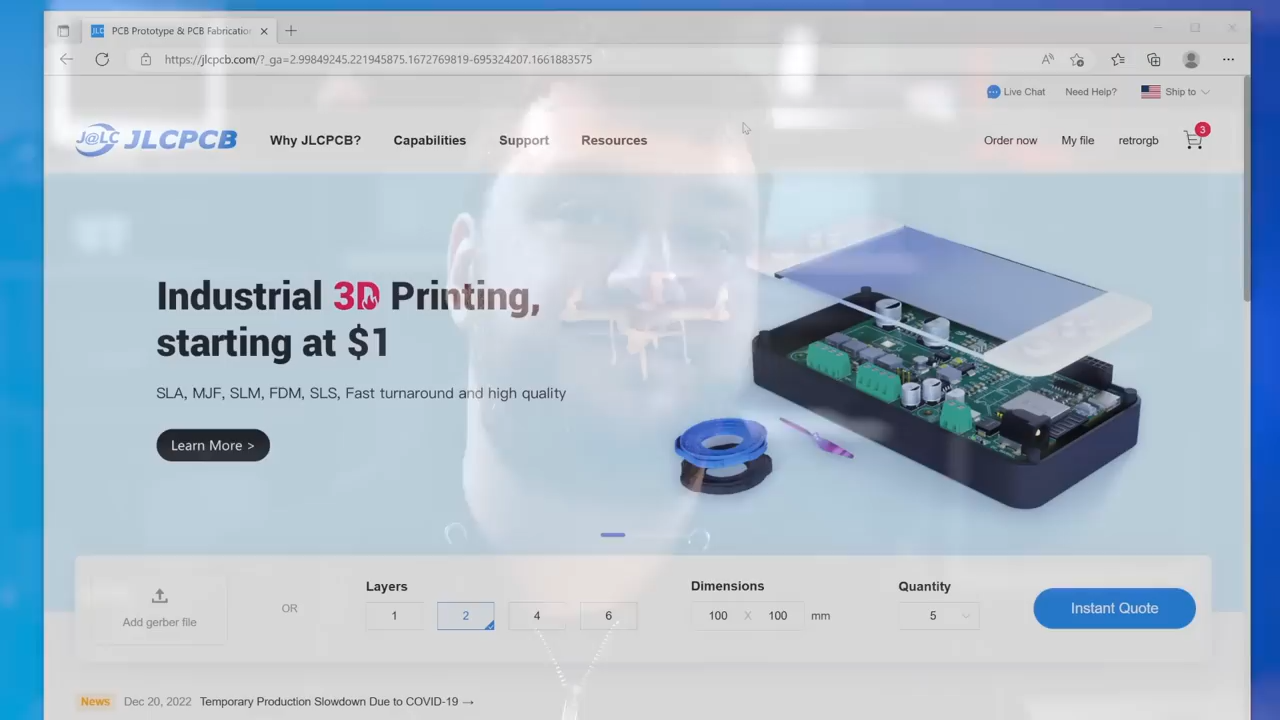 JLC PCB Prototype & PCB Fabrication
https://jlcpcb.com/?_ga=2.99849245.221945875.1672769819-695324207.1661883575
Live Chat Need Help? Ship to
J@LC JLCPCB Why JLCPCB? Capabilities Support Resources Order now My file retrorgb 3
Industrial 3D Printing,
starting at $1
SLA, MJF, SLM, FDM, SLS, Fast turnaround and high quality
Learn More >
Add gerber file
OR
Layers
1 2 4 6
Dimensions
100 X 100 mm
Quantity
5
Instant Quote
News Dec 20, 2022 Temporary Production Slowdown Due to COVID-19 →